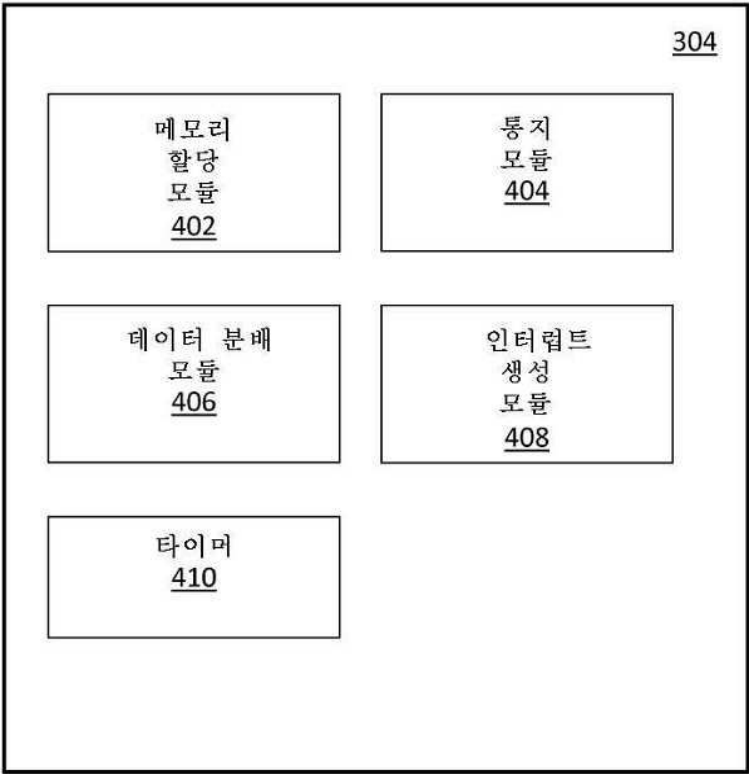 304
메모리
할당
모듈
402
통지
모듈
404
데이터 분배
모듈
406
인터럽트
생성
모듈
408
타이머
410